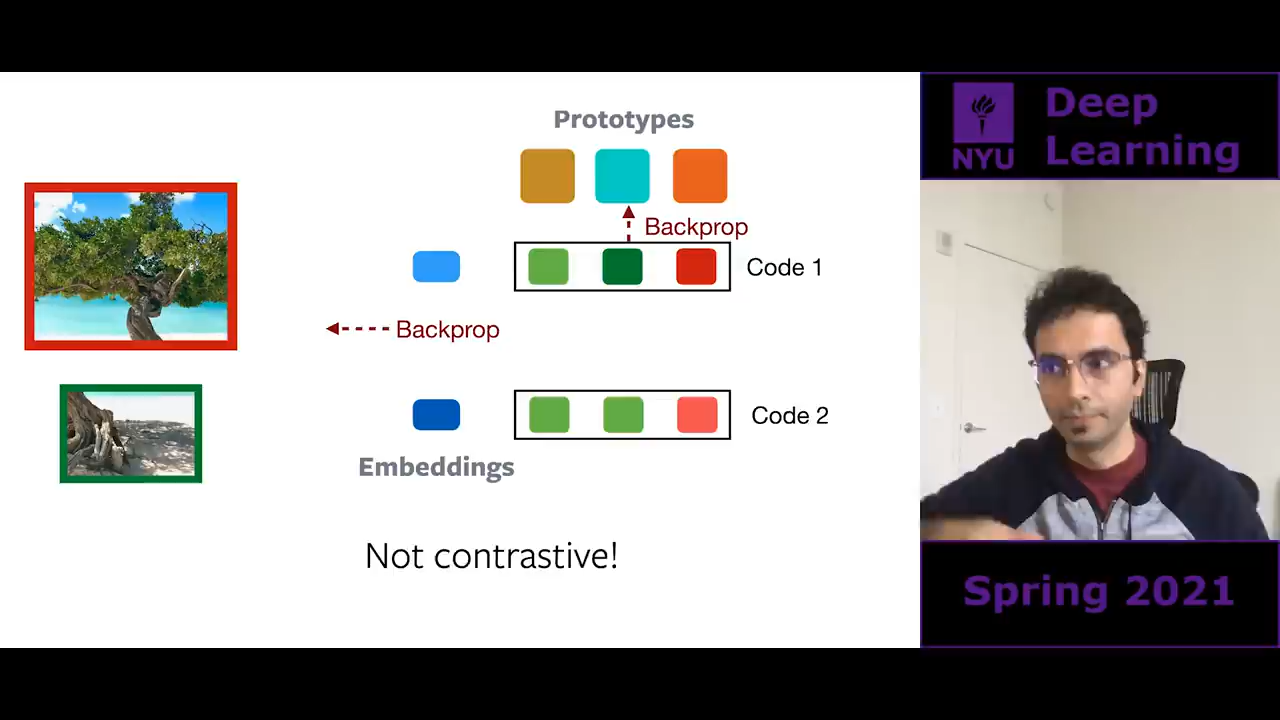 Prototypes
Backprop
Code 1
Backprop
Code 2
Embeddings
Not contrastive!
NYU
Deep
Learning
Spring 2021